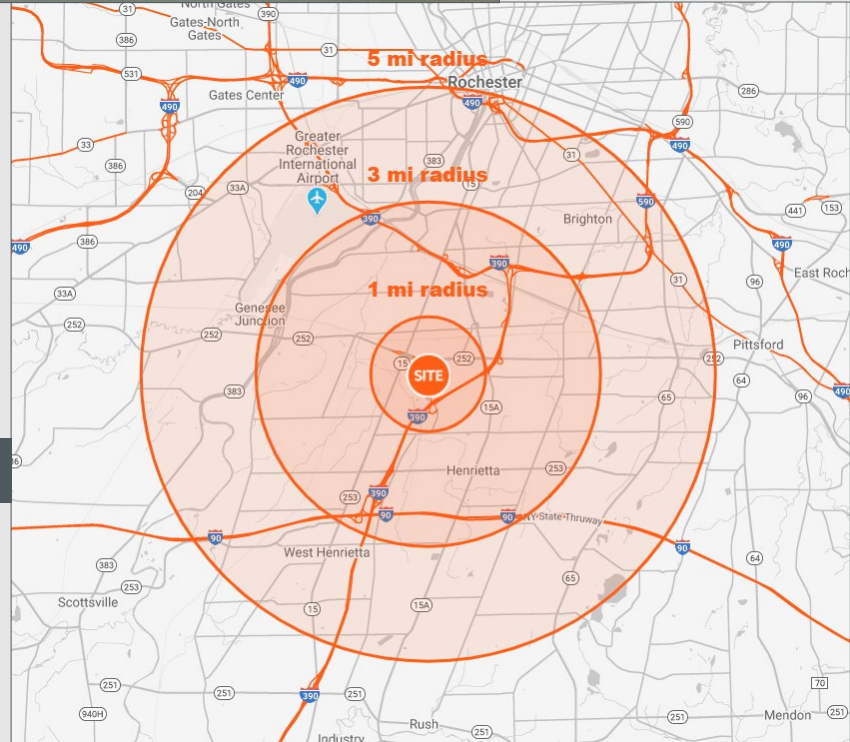 North Gates
31
390
Gates-North
Gates
386
31
5 mi radius
531
490
Rochester
490
Gates Center
490
286
590
33
Greater
Rochester
International
Airport
383
31
490
386
3 mi radius
204
33A
15
590
441
153
390
Brighton
490
386
490
390
East Roch
31
96
33A
1 mi radius
Genesee
Junction
252
252
252
Pittsford
15
252
252
SITE
64
383
65
96
490
15A
390
Henrietta
253
253
390
90
90
NY-State-Thruway
90
90
West Henrietta
64
383
253
65
Scottsville
15
15A
251
251
390
251
70
940H
251
Mendon
251
Rush
251
Industry